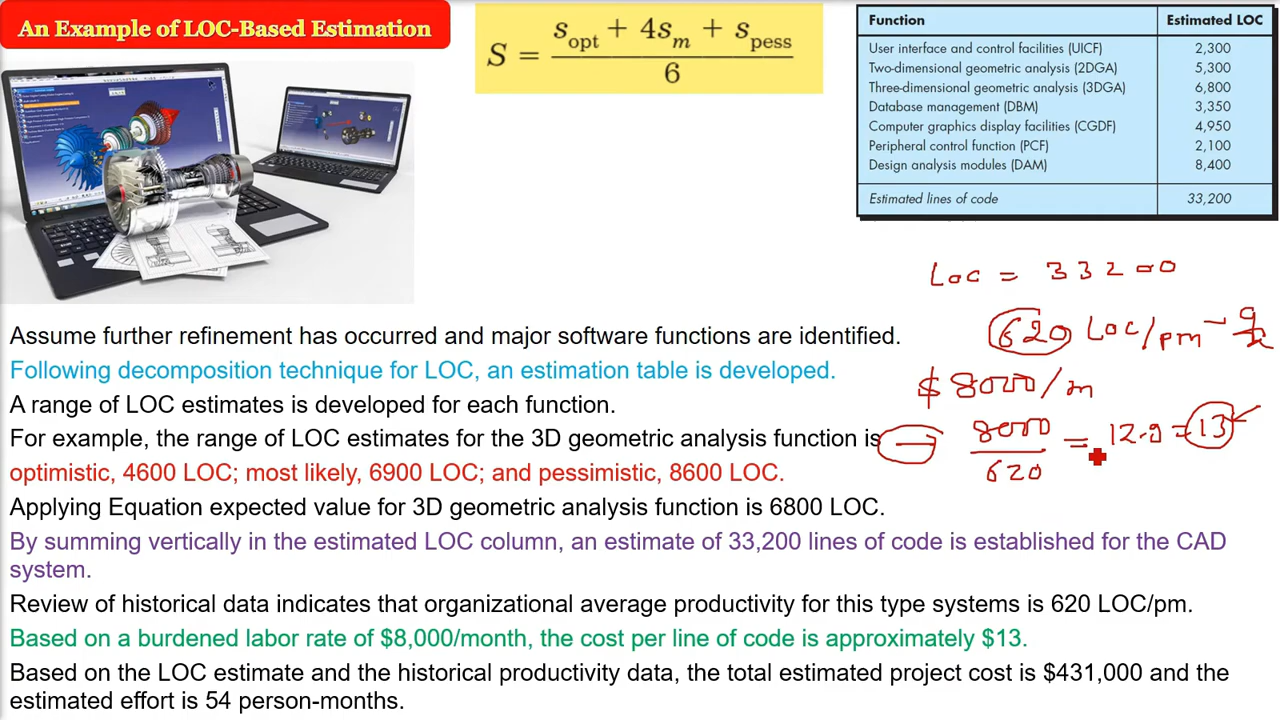 An Example of LOC-Based Estimation
S = s opt + 4s m + s pess
6
Function Estimated LOC
User interface and control facilities (UICF) 2,300
Two-dimensional geometric analysis (2DGA) 5,300
Three-dimensional geometric analysis (3DGA) 6,800
Database management (DBM) 3,350
Computer graphics display facilities (CGDF) 4,950
Peripheral control function (PCF) 2,100
Design analysis modules (DAM) 8,400
Estimated lines of code 33,200
Loc = 33200
620 Loc/pm
$8000/m
8000
620
= 12.9 = 13
Assume further refinement has occurred and major software functions are identified.
Following decomposition technique for LOC, an estimation table is developed.
A range of LOC estimates is developed for each function.
For example, the range of LOC estimates for the 3D geometric analysis function is
optimistic, 4600 LOC; most likely, 6900 LOC; and pessimistic, 8600 LOC.
Applying Equation expected value for 3D geometric analysis function is 6800 LOC.
By summing vertically in the estimated LOC column, an estimate of 33,200 lines of code is established for the CAD
system.
Review of historical data indicates that organizational average productivity for this type systems is 620 LOC/pm.
Based on a burdened labor rate of $8,000/month, the cost per line of code is approximately $13.
Based on the LOC estimate and the historical productivity data, the total estimated project cost is $431,000 and the
estimated effort is 54 person-months.